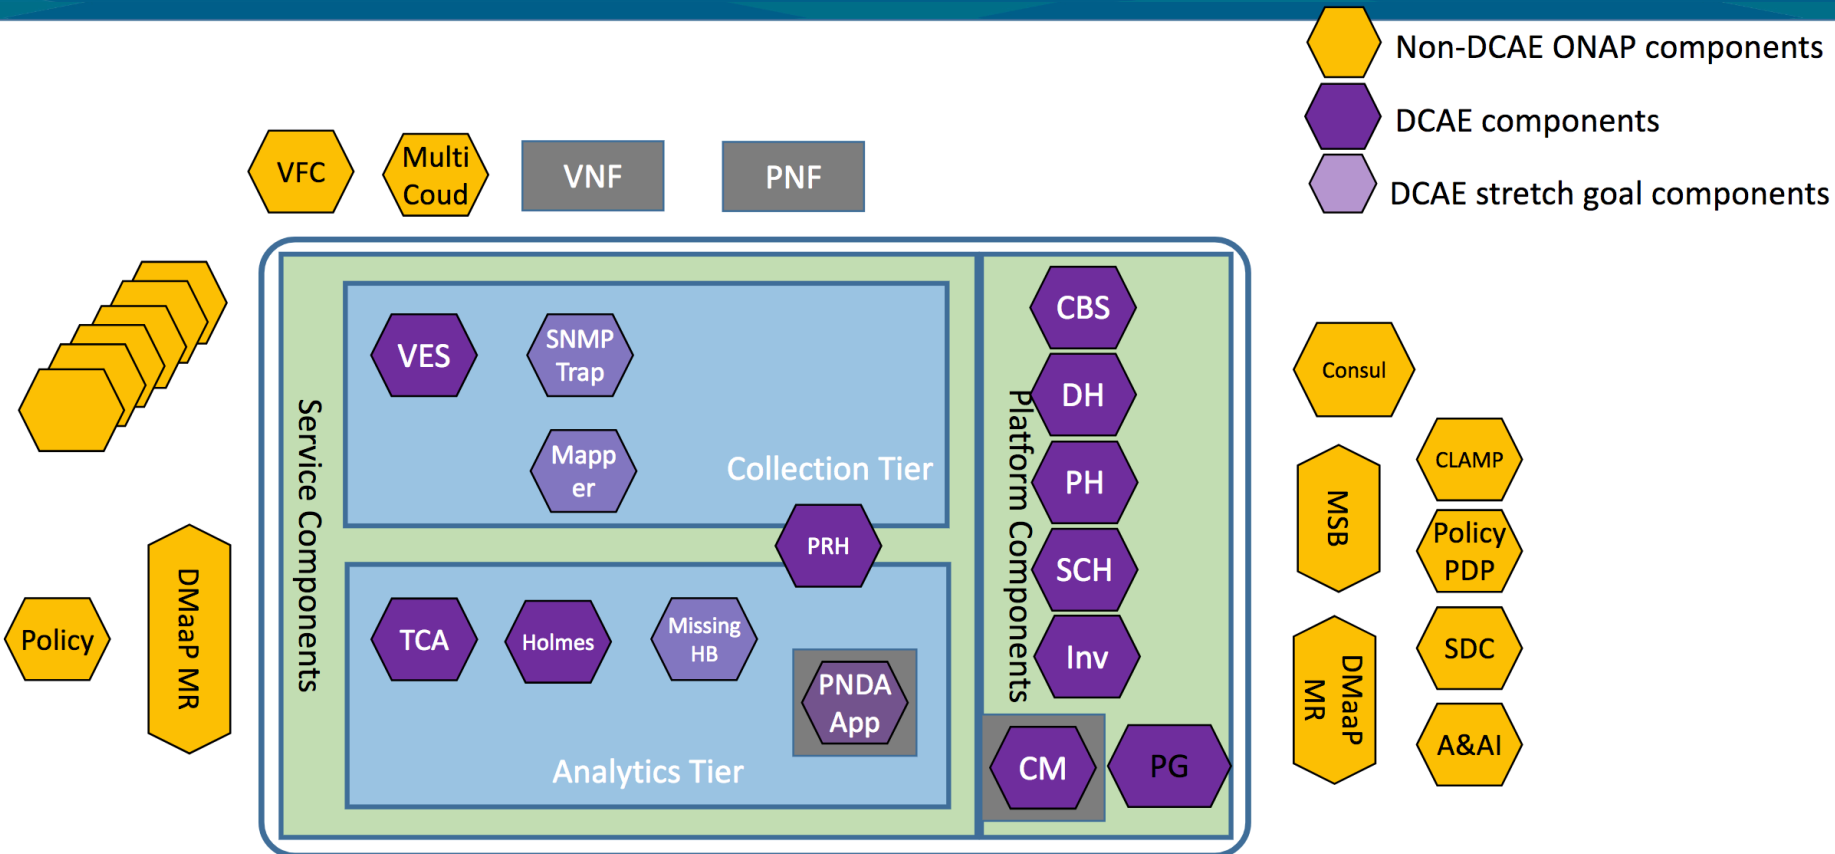 Non-DCAE ONAP components
DCAE components
DCAE stretch goal components
VFC
Multi
Coud
VNF
PNF
Service Components
VES
SNMP
Trap
Mapp
er
Collection Tier
PRH
TCA
Holmes
Missing
HB
PNDA
App
Analytics Tier
Platform Components
CBS
DH
PH
SCH
Inv
CM
PG
Policy
DMaaP MR
Consul
MSB
CLAMP
Policy
PDP
DMaaP
MR
SDC
A&AI